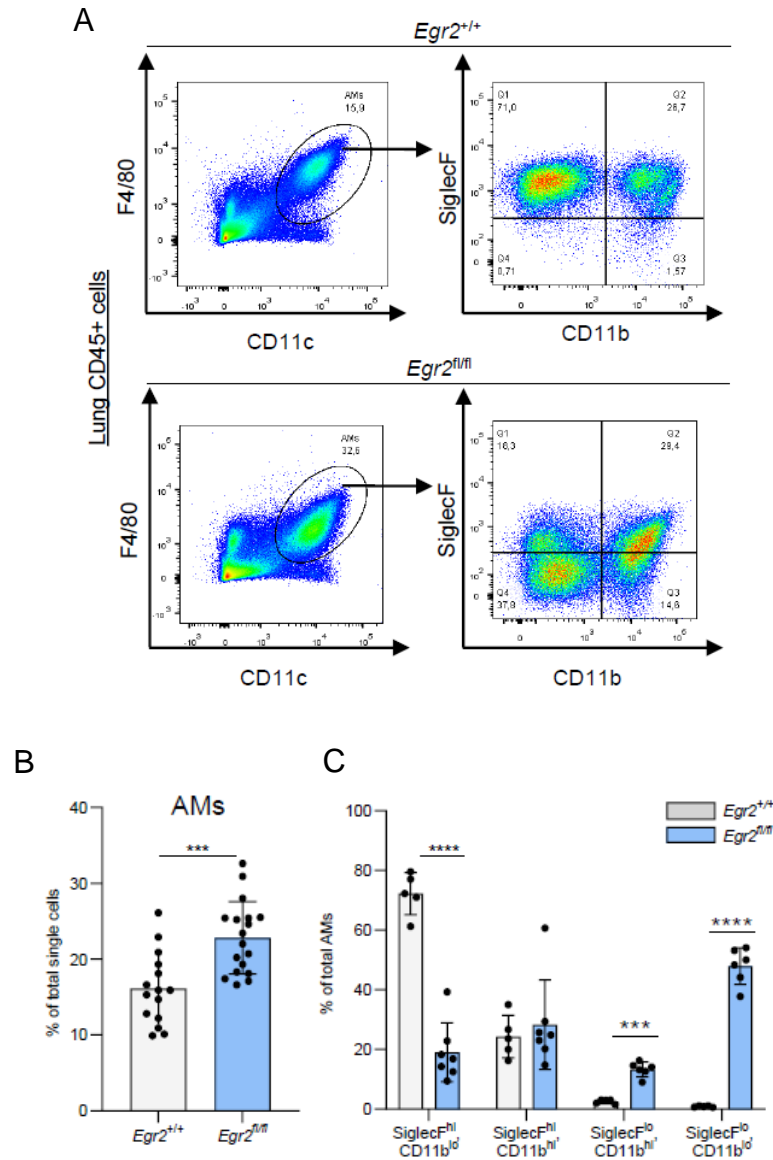 A
Egr2+/+
AMs
15,9
F4/80
CD11c
Q1
71,0
Q2
26,7
Q4
0,71
Q3
1,57
SiglecF
CD11b
Lung CD45+ cells
Egr2fl/fl
AMs
32,6
F4/80
CD11c
Q1
16,3
Q2
29,4
Q4
37,8
Q3
14,6
SiglecF
CD11b
B
AMs
***
% of total single cells
40
30
20
10
0
Egr2+/+
Egr2fl/fl
C
Egr2+/+
Egr2fl/fl
% of total AMs
100
80
60
40
20
0
****
***
****
SiglecFhi
CD11blo,
SiglecFhi
CD11bhi,
SiglecFlo
CD11bhi,
SiglecFlo
CD11blo,